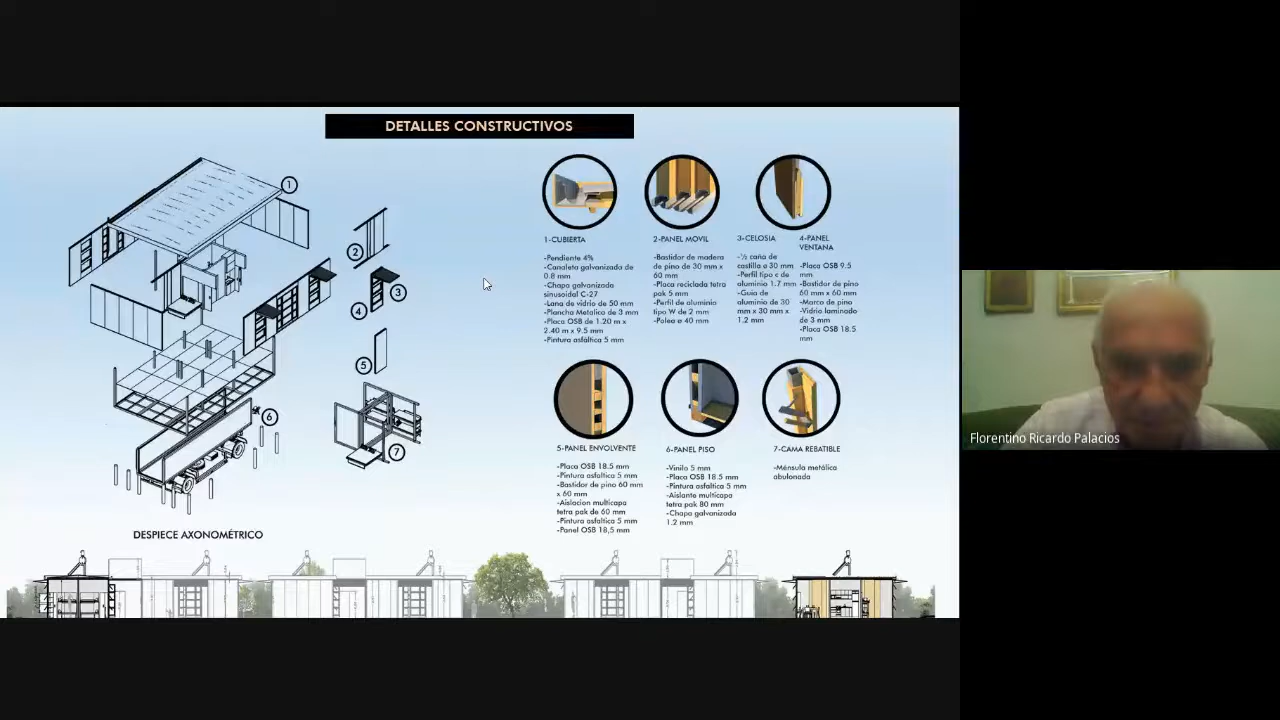 DETALLES CONSTRUCTIVOS
1
2
3
4
5
6
7
DESPIECE AXONOMÉTRICO
1-CUBIERTA
-Pendiente 4%
-Canaleta galvanizada de
0.8 mm
-Chapa galvanizada
sinusoidal C-27
-Lana de vidrio de 50 mm
-Plancha Metalica de 3 mm
-Placa OSB de 1.20 m x
2.40 m x 9.5 mm
-Pintura asfáltica 5 mm
2-PANEL MOVIL
-Bastidor de madera
de pino de 30 mm x
60 mm
-Placa reciclada tetra
pak 5 mm
-Perfil de aluminio
tipo W de 2 mm
-Polea ø 40 mm
3-CELOSIA
-½ caña de
castilla ø 30 mm
-Perfil tipo c de
aluminio 1.7 mm
-Guia de
aluminio de 30
mm x 30 mm x
1.2 mm
4-PANEL
VENTANA
-Placa OSB 9.5
mm
-Bastidor de pino
60 mm x 60 mm
-Marco de pino
-Vidrio laminado
de 3 mm
-Placa OSB 18.5
mm
5-PANEL ENVOLVENTE
-Placa OSB 18.5 mm
-Pintura asfaltica 5 mm
-Bastidor de pino 60 mm
x 60 mm
-Aislacion multicapa
tetra pak de 60 mm
-Pintura asfaltica 5 mm
-Panel OSB 18,5 mm
6-PANEL PISO
-Vinilo 5 mm
-Placa OSB 18.5 mm
-Pintura asfaltica 5 mm
-Aislante multicapa
tetra pak 80 mm
-Chapa galvanizada
1.2 mm
7-CAMA REBATIBLE
-Ménsula metálica
abulonada
Florentino Ricardo Palacios